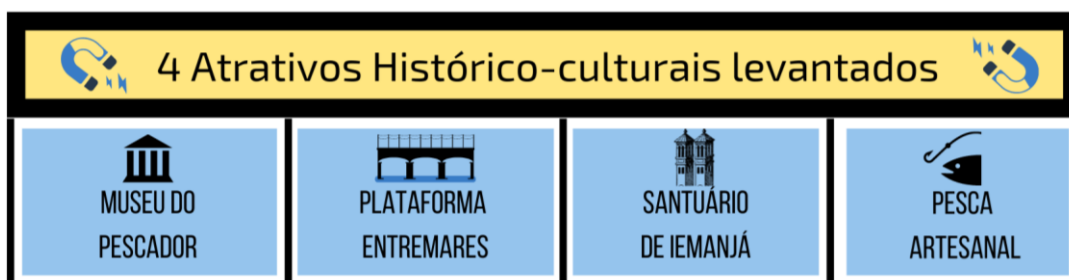 4 Atrativos Histórico-culturais levantados
MUSEU DO
PESCADOR
PLATAFORMA
ENTREMARES
SANTUÁRIO
DE IEMANJÁ
PESCA
ARTESANAL